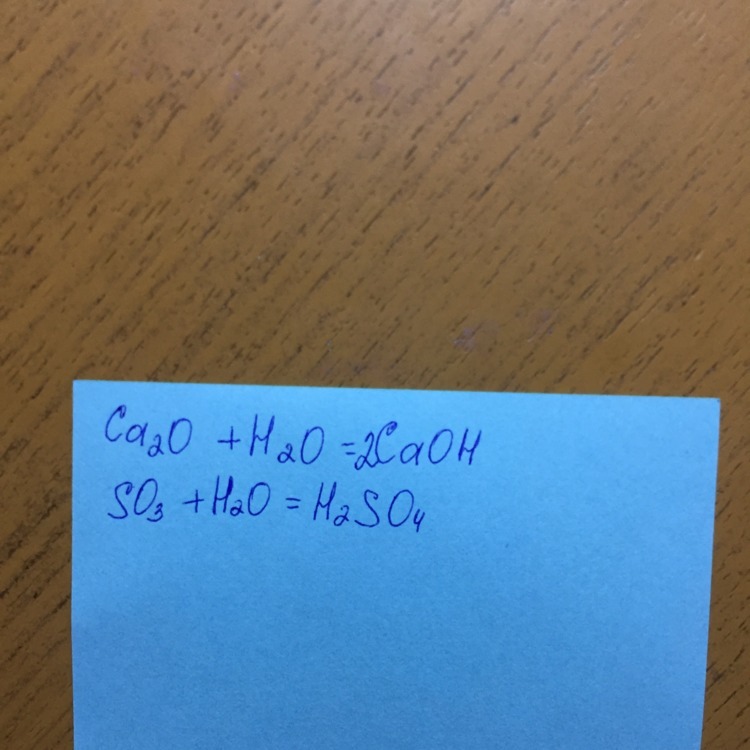 Ca₂O + H₂O = 2CaOH
SO₃ + H₂O = H₂SO₄